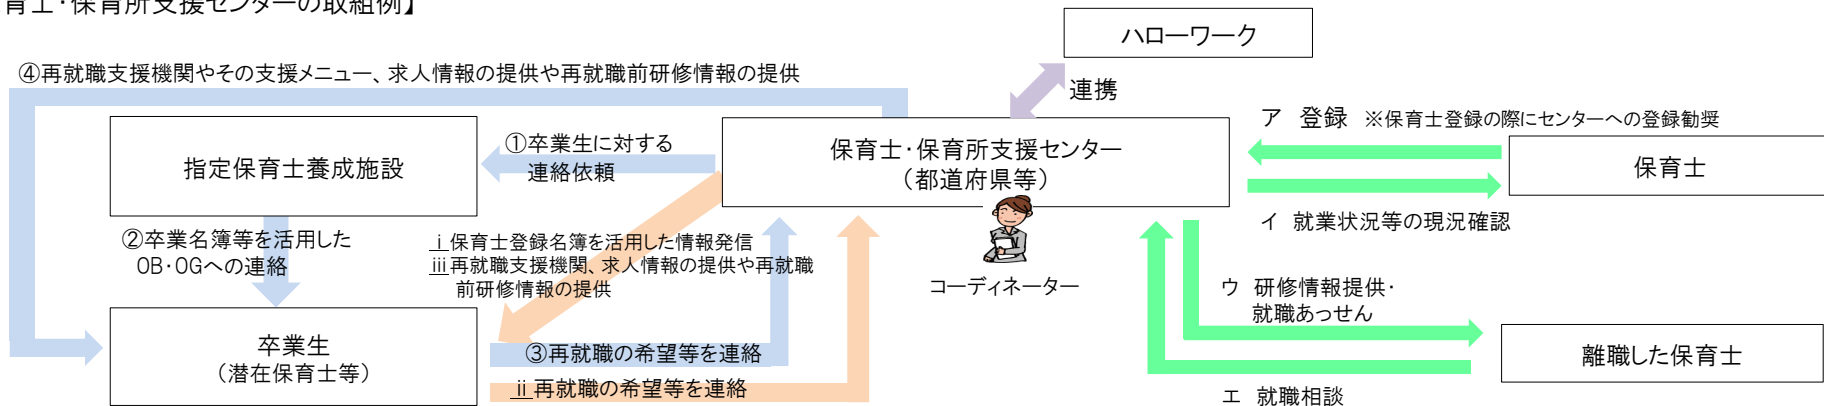 育士・保育所支援センターの取組例】
ハローワーク
④再就職支援機関やその支援メニュー、求人情報の提供や再就職前研修情報の提供
連携
ア 登録 ※保育士登録の際にセンターへの登録勧奨
指定保育士養成施設
①卒業生に対する
連絡依頼
保育士・保育所支援センター
（都道府県等）
保育士
イ 就業状況等の現況確認
②卒業名簿等を活用した
OB・OGへの連絡
ⅰ保育士登録名簿を活用した情報発信
ⅲ再就職支援機関、求人情報の提供や再就職
前研修情報の提供
コーディネーター
ウ 研修情報提供・
就職あっせん
卒業生
（潜在保育士等）
③再就職の希望等を連絡
ⅱ再就職の希望等を連絡
離職した保育士
エ 就職相談